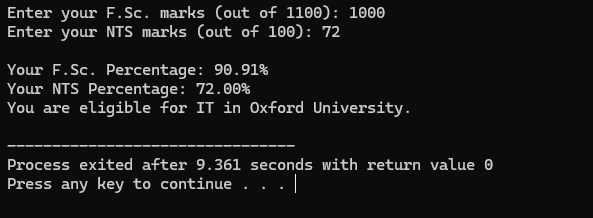 Enter your F.Sc. marks (out of 1100): 1000
Enter your NTS marks (out of 100): 72
Your F.Sc. Percentage: 90.91%
Your NTS Percentage: 72.00%
You are eligible for IT in Oxford University.
--------------------------------
Process exited after 9.361 seconds with return value 0
Press any key to continue . . .